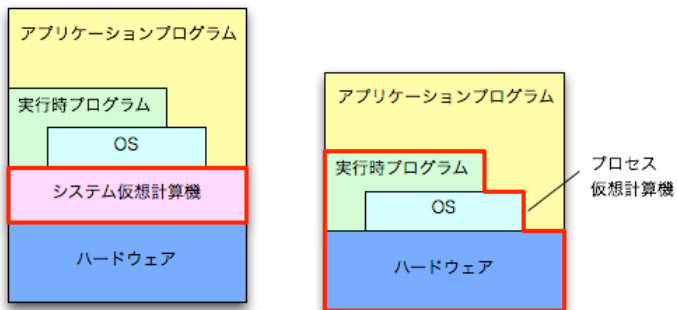 アプリケーションプログラム
実行時プログラム
OS
システム仮想計算機
ハードウェア
アプリケーションプログラム
実行時プログラム
OS
ハードウェア
プロセス
仮想計算機